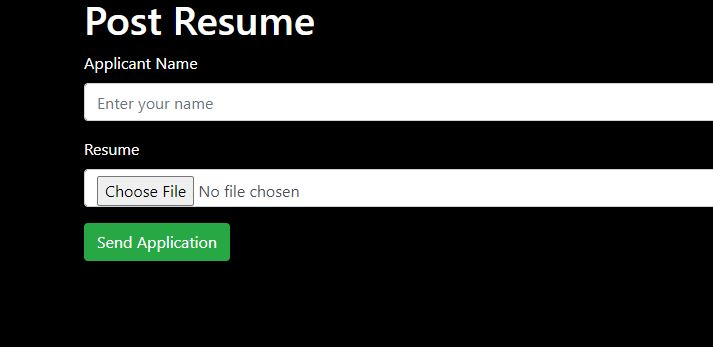 Post Resume
Applicant Name
Enter your name
Resume
Choose File No file chosen
Send Application